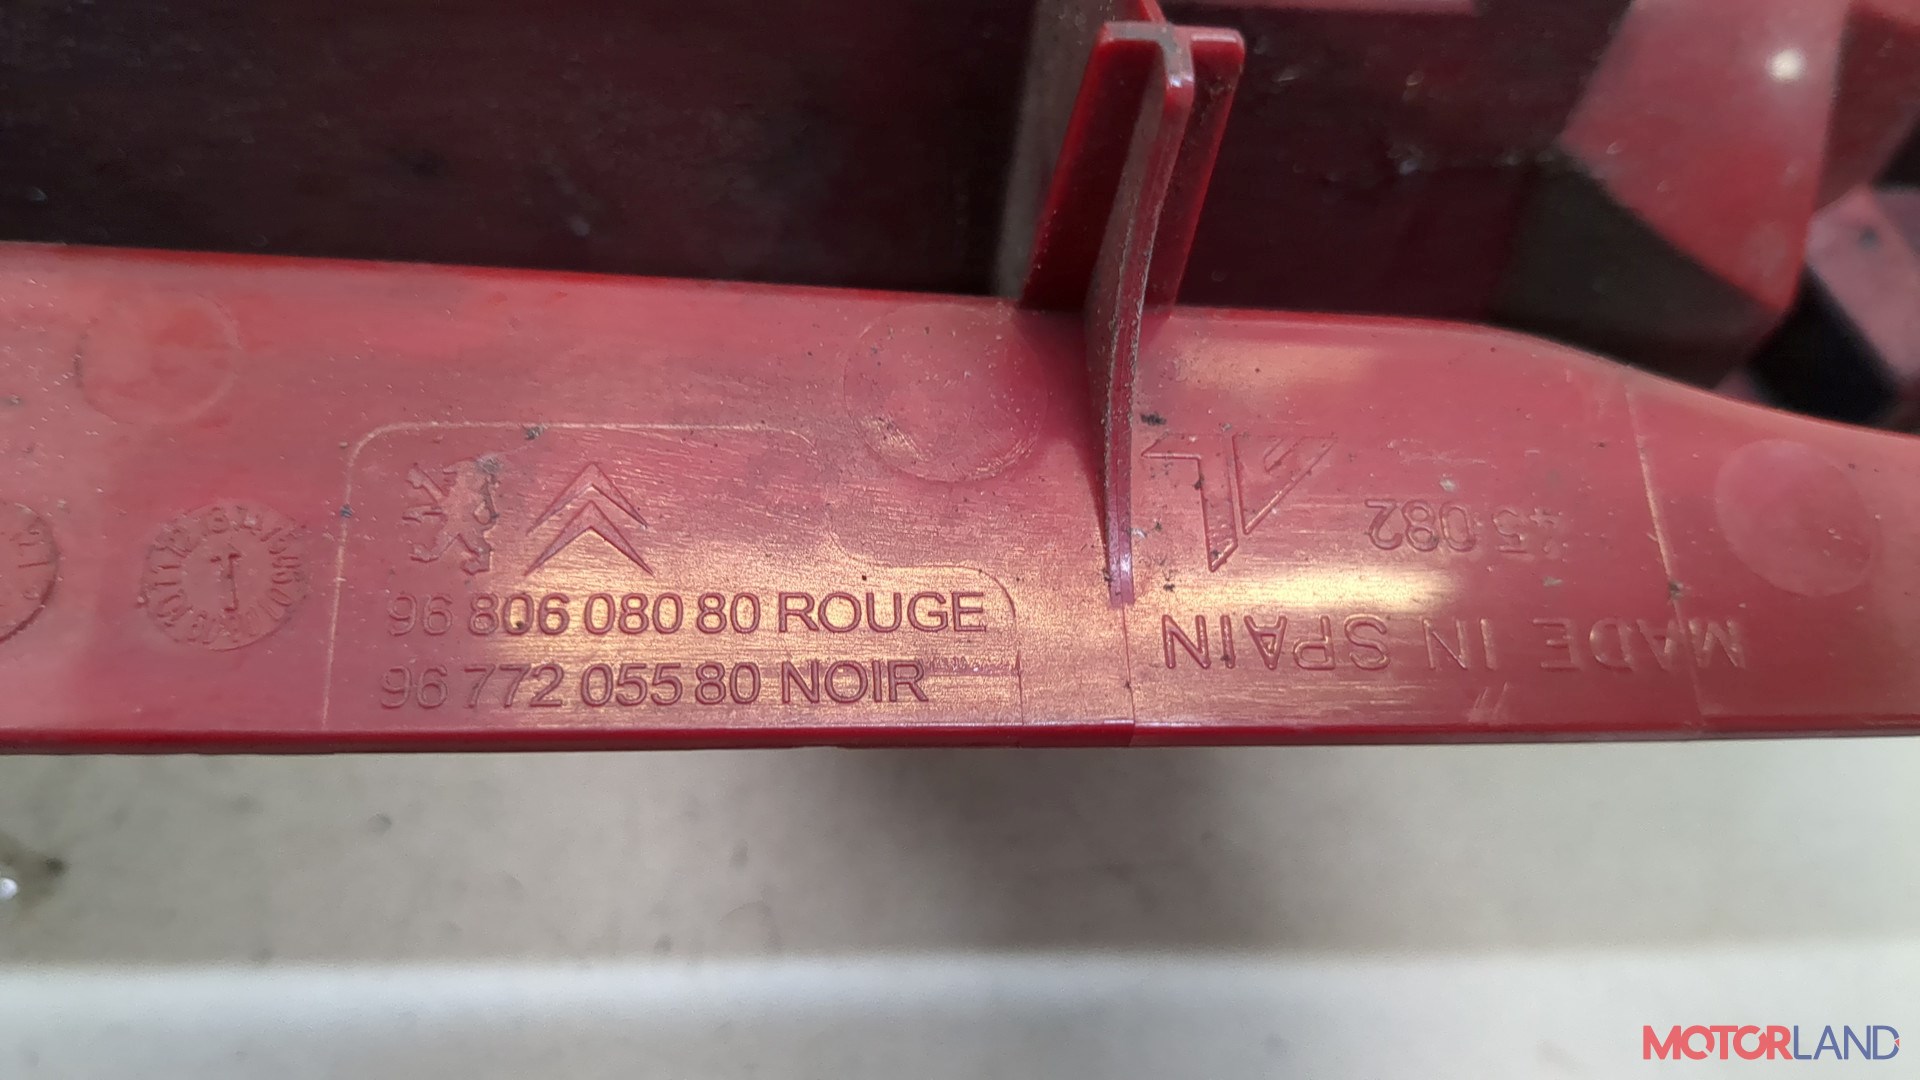 96 806 080 80 ROUGE
96 772 055 80 NOIR
45 082
MADE IN SPAIN
MOTORLAND